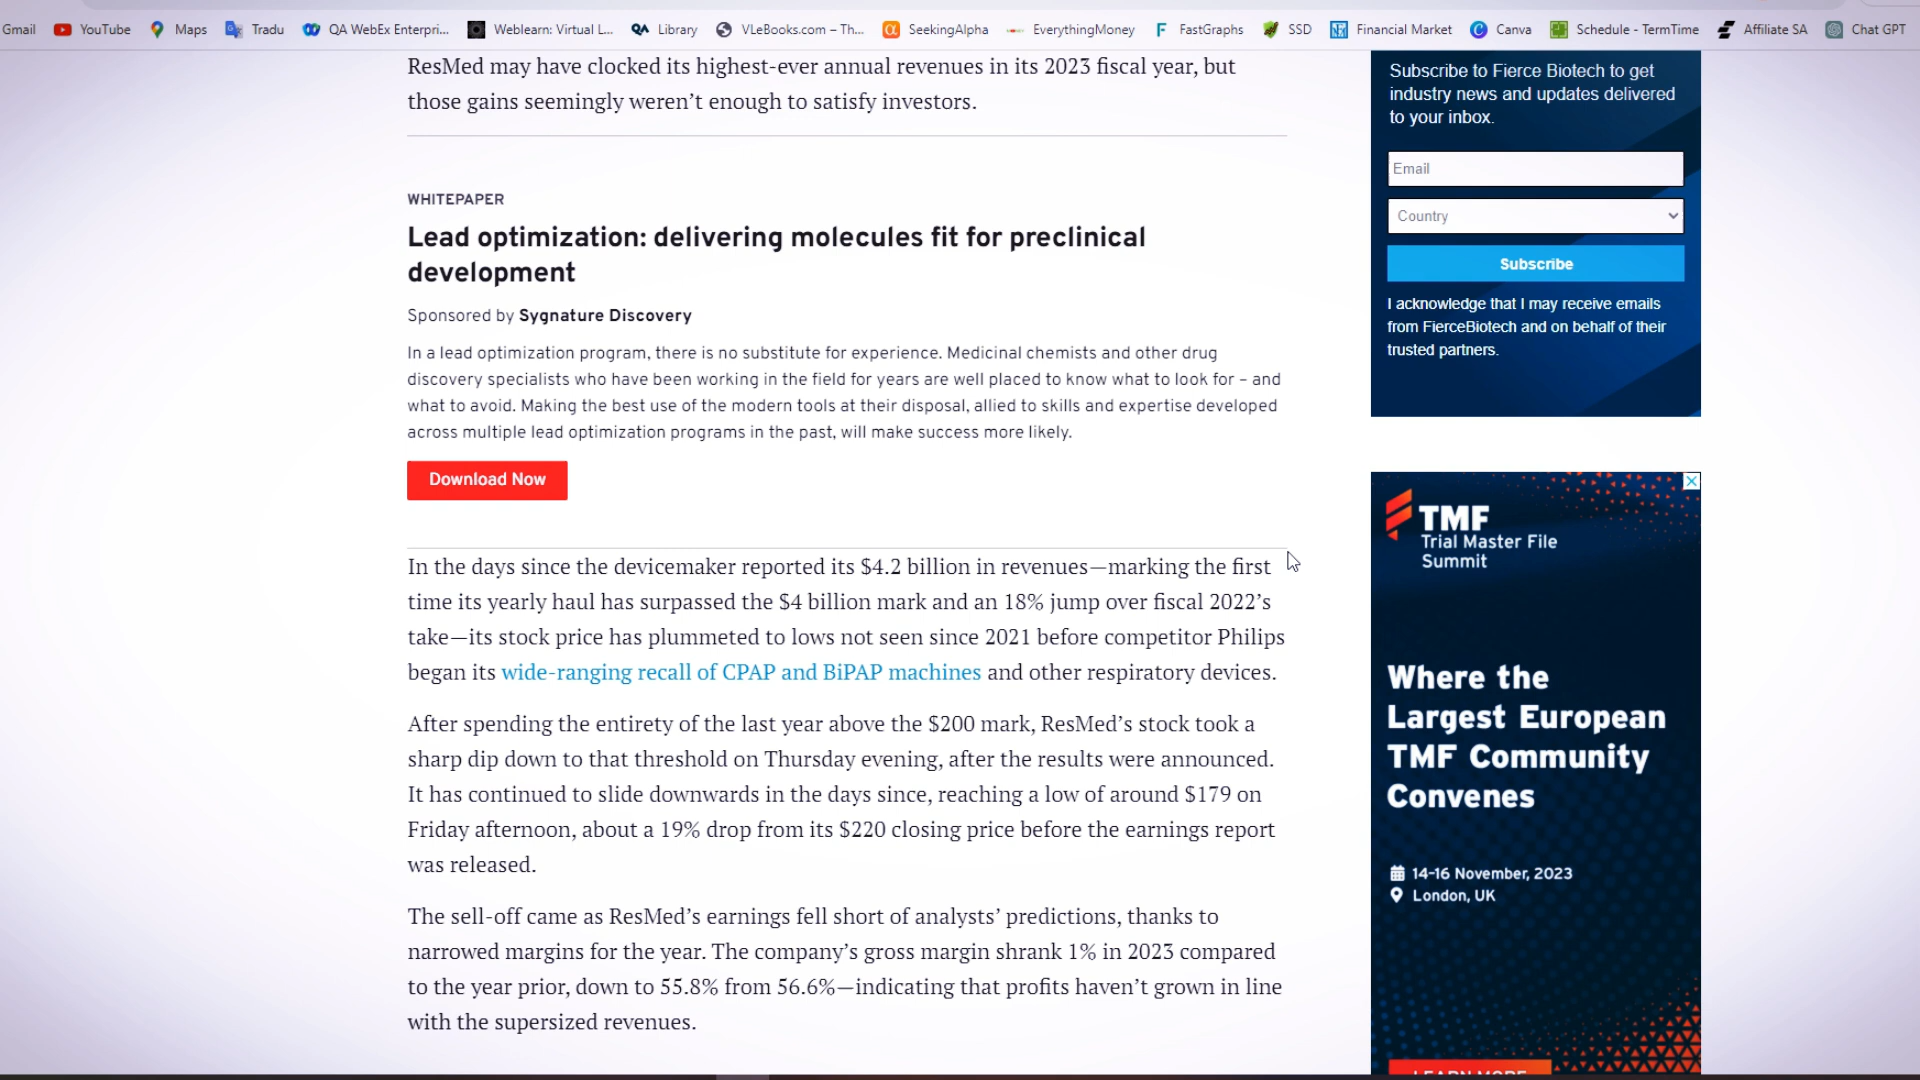 Gmail YouTube Maps Tradu QA WebEx Enterpri... Weblearn: Virtual L... QA Library VLeBooks.com – Th... SeekingAlpha EverythingMoney FastGraphs SSD Financial Market Canva Schedule - TermTime Affiliate SA Chat GPT
ResMed may have clocked its highest-ever annual revenues in its 2023 fiscal year, but
those gains seemingly weren’t enough to satisfy investors.
WHITEPAPER
Lead optimization: delivering molecules fit for preclinical
development
Sponsored by Sygnature Discovery
In a lead optimization program, there is no substitute for experience. Medicinal chemists and other drug
discovery specialists who have been working in the field for years are well placed to know what to look for – and
what to avoid. Making the best use of the modern tools at their disposal, allied to skills and expertise developed
across multiple lead optimization programs in the past, will make success more likely.
Download Now
In the days since the devicemaker reported its $4.2 billion in revenues—marking the first
time its yearly haul has surpassed the $4 billion mark and an 18% jump over fiscal 2022’s
take—its stock price has plummeted to lows not seen since 2021 before competitor Philips
began its wide-ranging recall of CPAP and BiPAP machines and other respiratory devices.
After spending the entirety of the last year above the $200 mark, ResMed’s stock took a
sharp dip down to that threshold on Thursday evening, after the results were announced.
It has continued to slide downwards in the days since, reaching a low of around $179 on
Friday afternoon, about a 19% drop from its $220 closing price before the earnings report
was released.
The sell-off came as ResMed’s earnings fell short of analysts’ predictions, thanks to
narrowed margins for the year. The company’s gross margin shrank 1% in 2023 compared
to the year prior, down to 55.8% from 56.6%—indicating that profits haven’t grown in line
with the supersized revenues.
Subscribe to Fierce Biotech to get
industry news and updates delivered
to your inbox.
Email
Country
Subscribe
I acknowledge that I may receive emails
from FierceBiotech and on behalf of their
trusted partners.
TMF
Trial Master File
Summit
Where the
Largest European
TMF Community
Convenes
14-16 November, 2023
London, UK
LEARN MORE